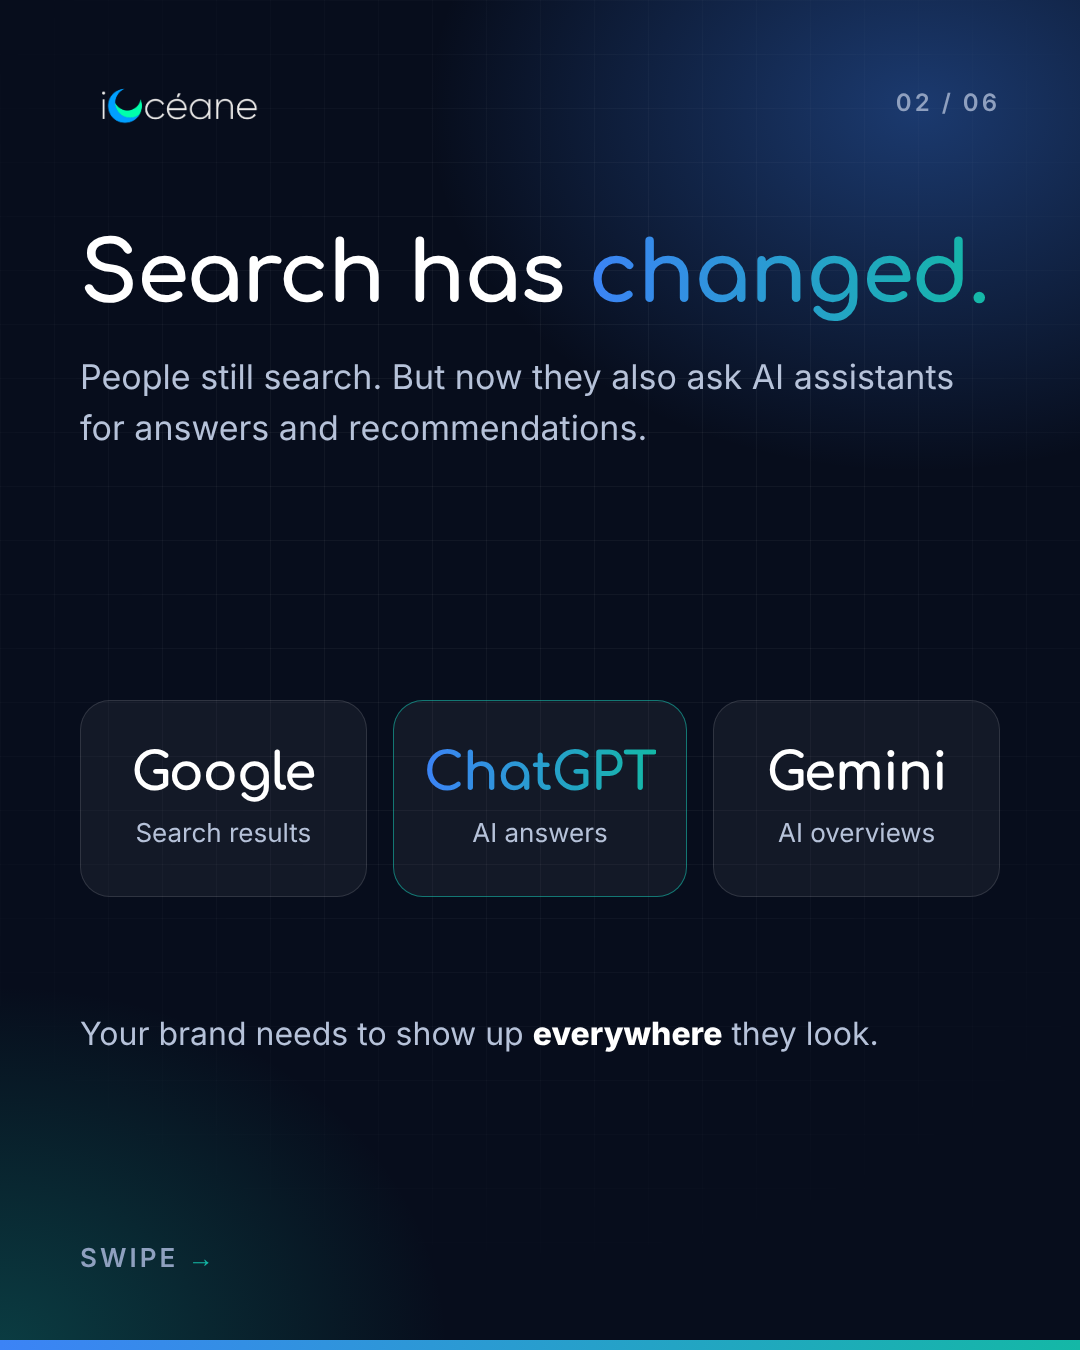 iOcéane
02 / 06
Search has changed.
People still search. But now they also ask AI assistants
for answers and recommendations.
Google
Search results
ChatGPT
AI answers
Gemini
AI overviews
Your brand needs to show up everywhere they look.
SWIPE →